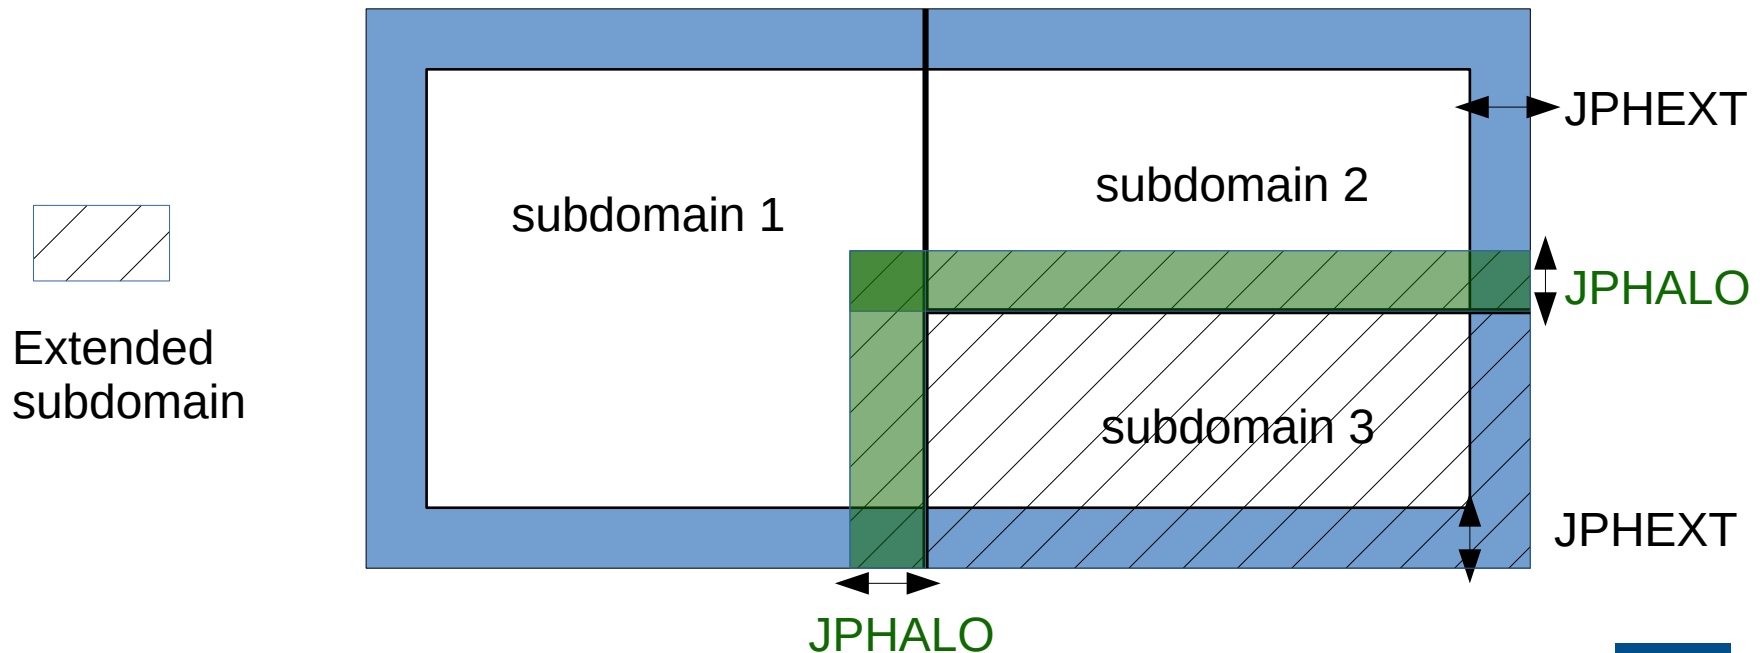 JPHEXT
subdomain 2
subdomain 1
JPHALO
Extended
subdomain
subdomain 3
JPHEXT
JPHALO